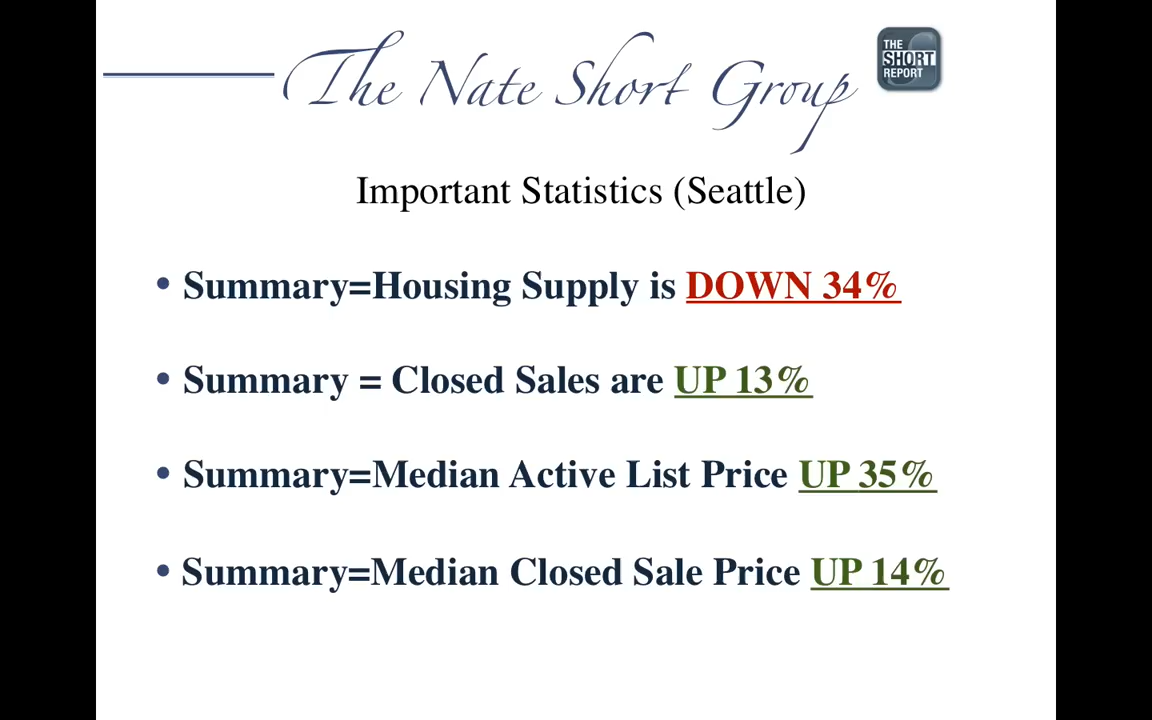 The Nate Short Group
THE
SHORT
REPORT
Important Statistics (Seattle)
• Summary=Housing Supply is DOWN 34%
• Summary = Closed Sales are UP 13%
• Summary=Median Active List Price UP 35%
• Summary=Median Closed Sale Price UP 14%